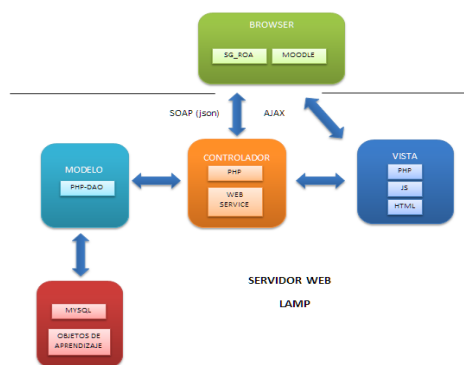 BROWSER
SG_ROA
MOODLE
SOAP (json)
AJAX
MODELO
PHP-DAO
CONTROLADOR
PHP
WEB
SERVICE
VISTA
PHP
JS
HTML
MYSQL
OBJETOS DE
APRENDIZAJE
SERVIDOR WEB
LAMP